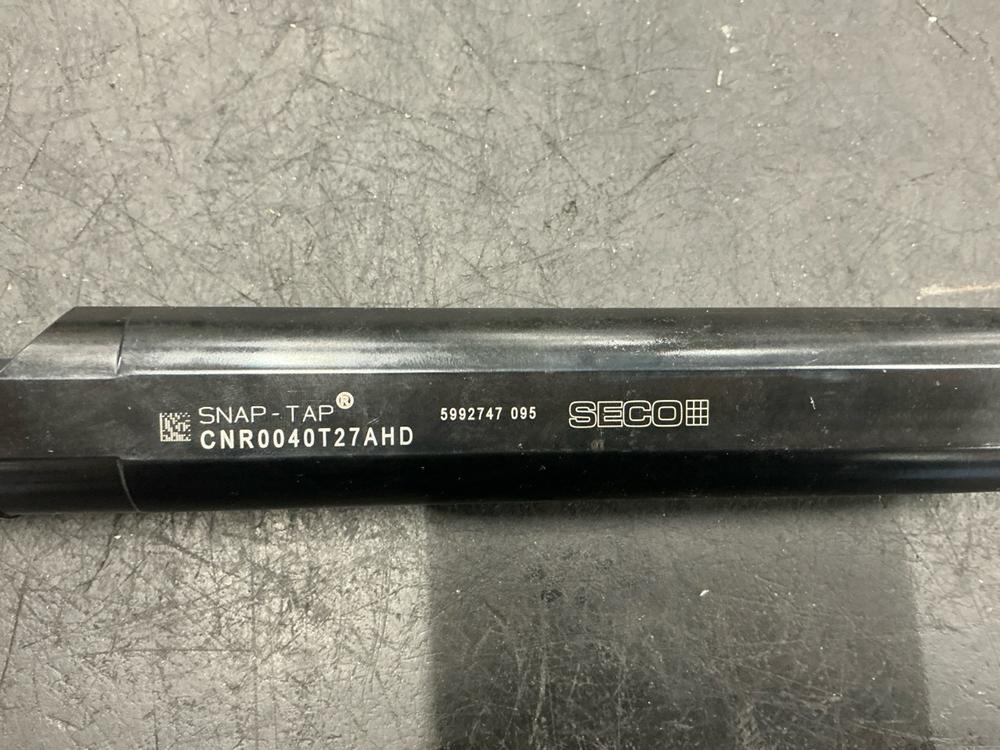 SNAP-TAP®
CNR0040T27AHD
5992747 095
SECO